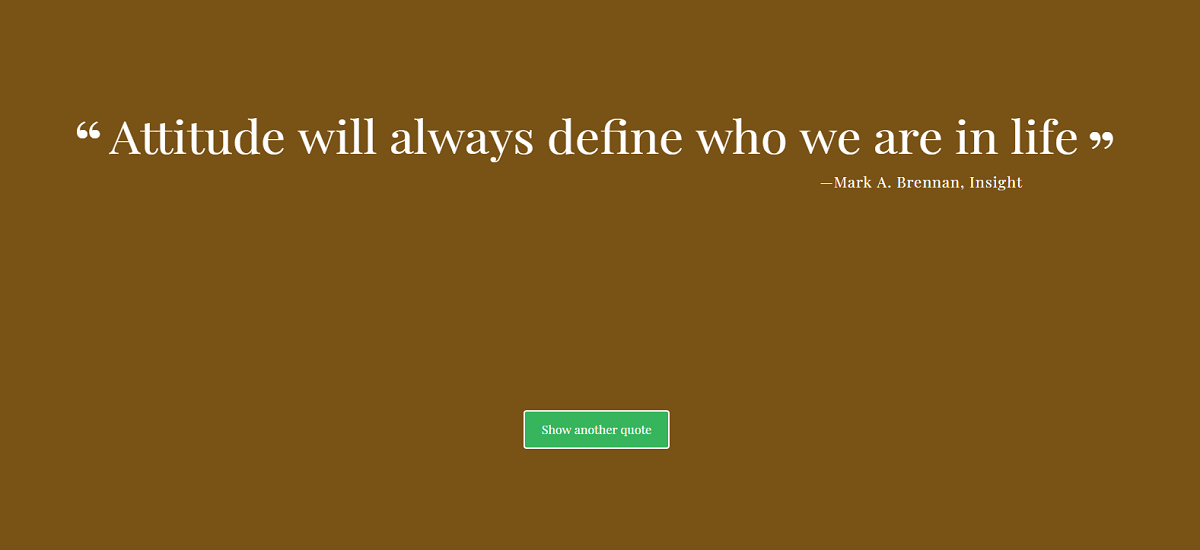 “ Attitude will always define who we are in life ”
—Mark A. Brennan, Insight
Show another quote